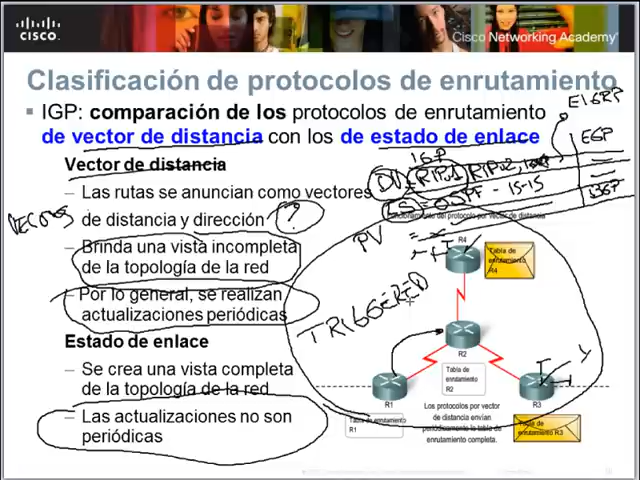 CISCO
Cisco Networking Academy
Clasificación de protocolos de enrutamiento
IGP: comparación de los protocolos de enrutamiento
de vector de distancia con los de estado de enlace
EIGRP
IGP
EGP
Vector de distancia
DV RIPv1 RIPv2,
– Las rutas se anuncian como vectores
de distancia y dirección
?
LS OSPF - IS-IS
BGP
VECINOS
PV
– Brinda una vista incompleta
de la topología de la red
– Por lo general, se realizan
actualizaciones periódicas
TRIGGERED
Estado de enlace
– Se crea una vista completa
de la topología de la red
– Las actualizaciones no son
periódicas
por vector de distancia
R4
Tabla de
enrutamiento
R4
R2
Tabla de
enrutamiento
R2
R1
R3
Tabla de enrutamiento
R1
Los protocolos por vector
de distancia envían
periódicamente la tabla de
enrutamiento completa.
Tabla de
enrutamiento R3